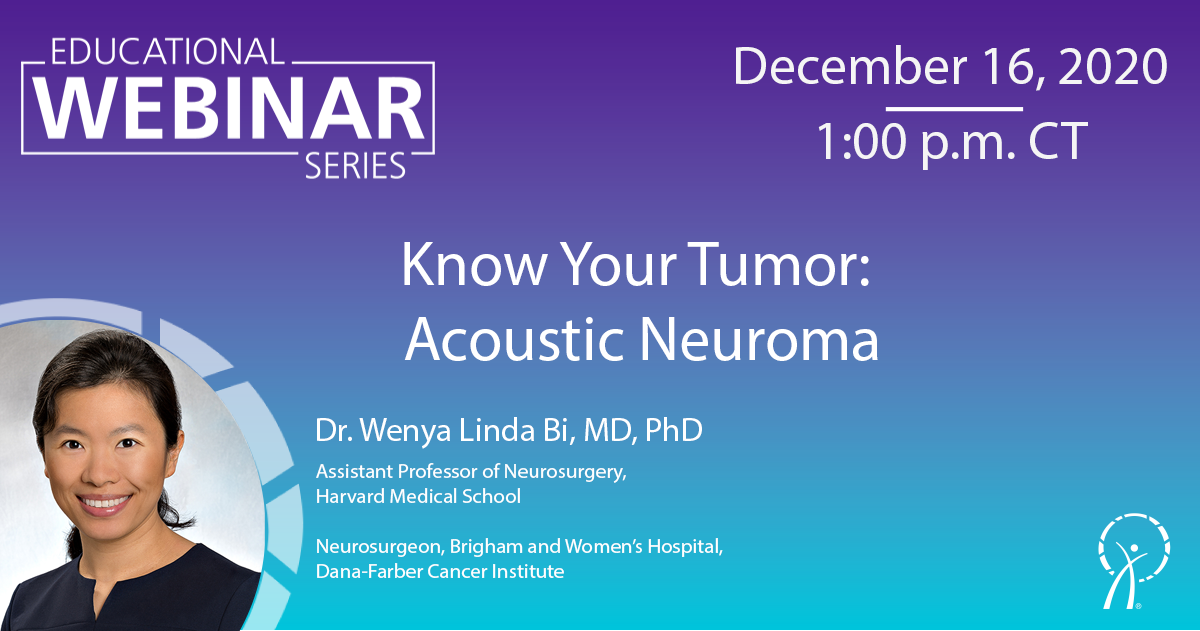 EDUCATIONAL
WEBINAR
SERIES
December 16, 2020
1:00 p.m. CT
Know Your Tumor:
Acoustic Neuroma
Dr. Wenya Linda Bi, MD, PhD
Assistant Professor of Neurosurgery,
Harvard Medical School
Neurosurgeon, Brigham and Women's Hospital,
Dana-Farber Cancer Institute
®